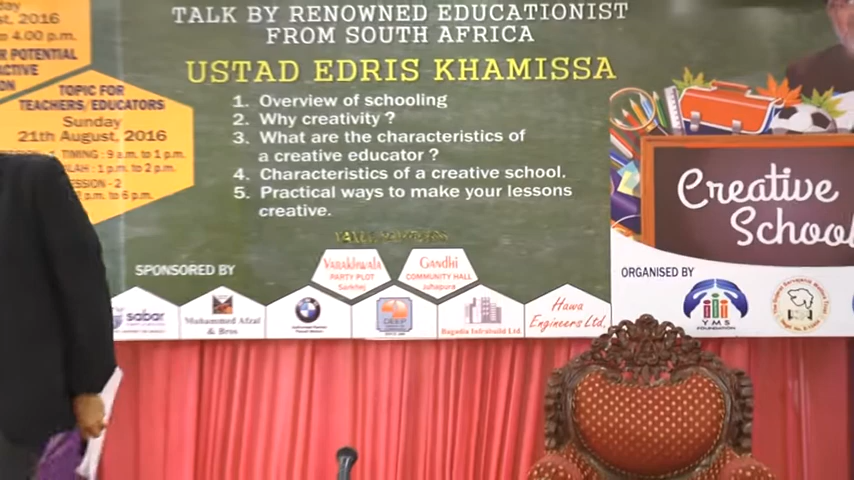 st, 2016
to 4.00 p.m.
R POTENTIAL
TALK BY RENOWNED EDUCATIONIST
FROM SOUTH AFRICA
USTAD EDRIS KHAMISSA
TOPIC FOR
TEACHERS/EDUCATORS
Sunday
21th August, 2016
TIMING : 9 a.m. to 1 p.m.
1 p.m. to 2 p.m.
SESSION - 2
p.m. to 6 p.m.
1. Overview of schooling
2. Why creativity ?
3. What are the characteristics of
a creative educator ?
4. Characteristics of a creative school.
5. Practical ways to make your lessons
creative.
Creative
School
SPONSORED BY
VARAKHWALA
PARTY PLOT
Sarkhej
GANDHI
COMMUNITY HALL
Juhapura
sabar
Muhammed Afzal
& Bros
BMW
DEEP
Bagadia Infrabuild Ltd.
Hawa
Engineers Ltd.
ORGANISED BY
YMS
FOUNDATION